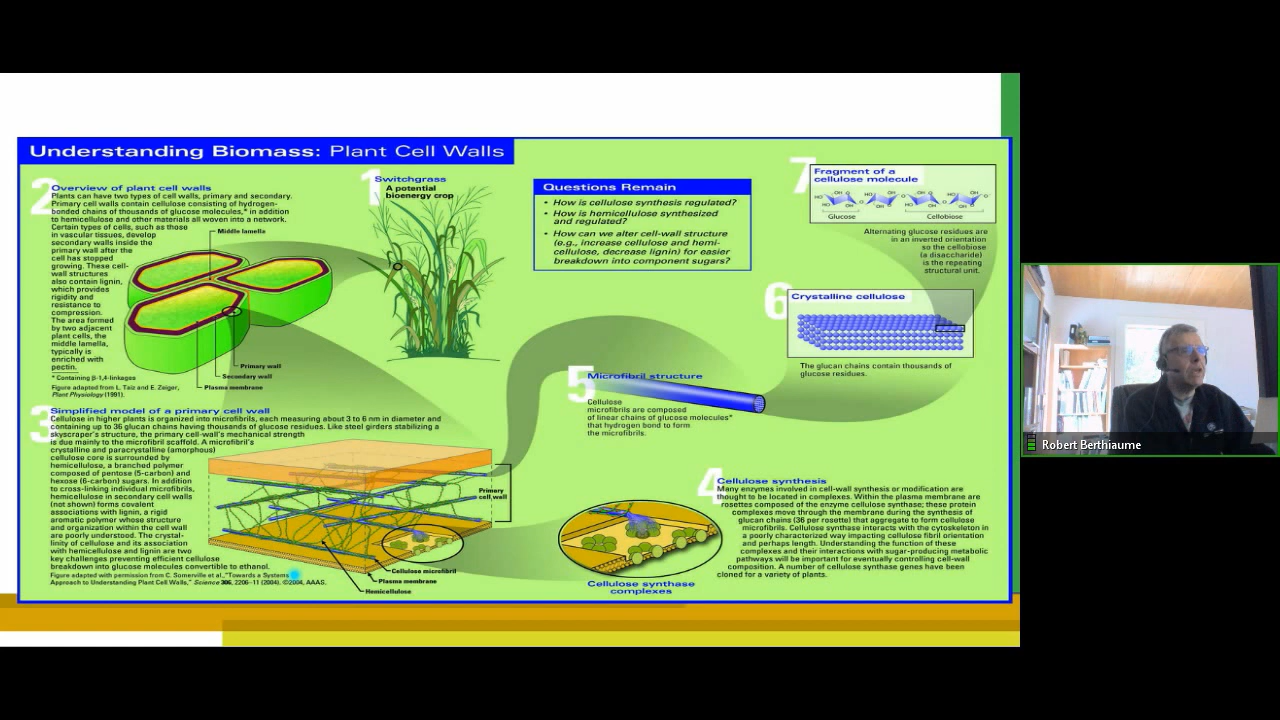 Understanding Biomass: Plant Cell Walls
2
Overview of plant cell walls
Plants can have two types of cell walls, primary and secondary.
Primary cell walls contain cellulose consisting of hydrogen-
bonded chains of thousands of glucose molecules,* in addition
to hemicellulose and other materials all woven into a network.
Certain types of cells, such as those
in vascular tissues, develop
secondary walls inside the
primary wall after the
cell has stopped
growing. These cell-
wall structures
also contain lignin,
which provides
rigidity and
resistance to
compression.
The area formed
by two adjacent
plant cells, the
middle lamella,
typically is
enriched with
pectin.
* Containing β-1,4-linkages
Figure adapted from L. Taiz and E. Zeiger,
Plant Physiology (1991).
Middle lamella
Primary wall
Secondary wall
Plasma membrane
1
Switchgrass
A potential
bioenergy crop
Questions Remain
• How is cellulose synthesis regulated?
• How is hemicellulose synthesized
and regulated?
• How can we alter cell-wall structure
(e.g., increase cellulose and hemi-
cellulose, decrease lignin) for easier
breakdown into component sugars?
7
Fragment of a
cellulose molecule
Glucose
Cellobiose
Alternating glucose residues are
in an inverted orientation
so the cellobiose
(a disaccharide)
is the repeating
structural unit.
6
Crystalline cellulose
The glucan chains contain thousands of
glucose residues.
5
Microfibril structure
Cellulose
microfibrils are composed
of linear chains of glucose molecules*
that hydrogen bond to form
the microfibrils.
3
Simplified model of a primary cell wall
Cellulose in higher plants is organized into microfibrils, each measuring about 3 to 6 nm in diameter and
containing up to 36 glucan chains having thousands of glucose residues. Like steel girders stabilizing a
skyscraper's structure, the primary cell-wall's mechanical strength
is due mainly to the microfibril scaffold. A microfibril's
crystalline and paracrystalline (amorphous)
cellulose core is surrounded by
hemicellulose, a branched polymer
composed of pentose (5-carbon) and
hexose (6-carbon) sugars. In addition
to cross-linking individual microfibrils,
hemicellulose in secondary cell walls
(not shown) forms covalent
associations with lignin, a rigid
aromatic polymer whose structure
and organization within the cell wall
are poorly understood. The crystal-
linity of cellulose and its association
with hemicellulose and lignin are two
key challenges preventing efficient cellulose
breakdown into glucose molecules convertible to ethanol.
Figure adapted with permission from C. Somerville et al., "Towards a Systems
Approach to Understanding Plant Cell Walls," Science 306, 2206–11 (2004). ©2004, AAAS.
Primary
cell wall
Cellulose microfibril
Plasma membrane
Hemicellulose
4
Cellulose synthesis
Many enzymes involved in cell-wall synthesis or modification are
thought to be located in complexes. Within the plasma membrane are
rosettes composed of the enzyme cellulose synthase; these protein
complexes move through the membrane during the synthesis of
glucan chains (36 per rosette) that aggregate to form cellulose
microfibrils. Cellulose synthase interacts with the cytoskeleton in
a poorly characterized way impacting cellulose fibril orientation
and perhaps length. Understanding the function of these
complexes and their interactions with sugar-producing metabolic
pathways will be important for eventually controlling cell-wall
composition. A number of cellulose synthase genes have been
cloned for a variety of plants.
Cellulose synthase
complexes
Robert Berthiaume